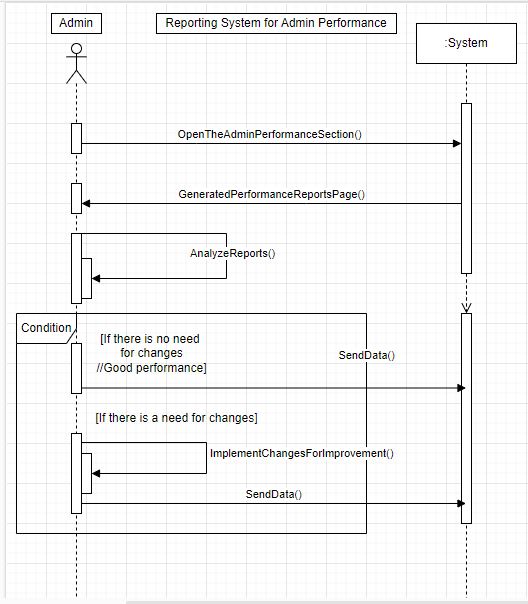 Admin
Reporting System for Admin Performance
:System
OpenTheAdminPerformanceSection()
GeneratedPerformanceReportsPage()
AnalyzeReports()
Condition
[If there is no need
for changes
//Good performance]
SendData()
[If there is a need for changes]
ImplementChangesForImprovement()
SendData()